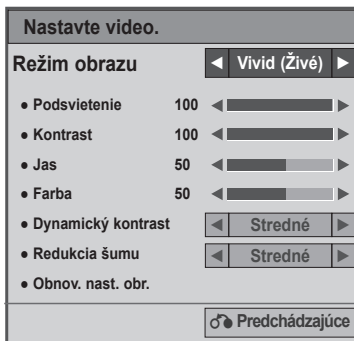 Nastavte video.
Režim obrazu ◀ Vivid (Živé) ▶
● Podsvietenie 100
● Kontrast 100
● Jas 50
● Farba 50
● Dynamický kontrast ◀ Stredné ▶
● Redukcia šumu ◀ Stredné ▶
● Obnov. nast. obr.
Predchádzajúce